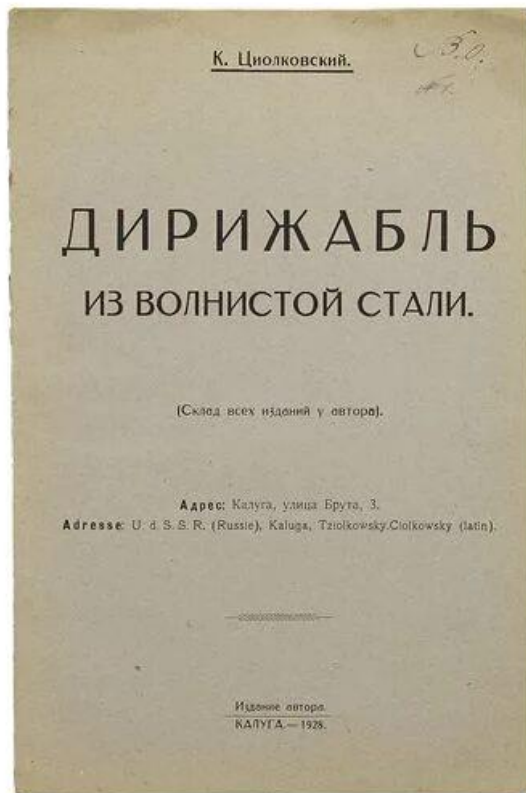 К. Циолковский.
ДИРИЖАБЛЬ
ИЗ ВОЛНИСТОЙ СТАЛИ.
(Склад всех изданий у автора).
Адрес: Калуга, улица Брута, 3.
Adresse: U. d. S. S. R. (Russie), Kaluga, Tziolkowsky.Ciolkowsky (latin).
Издание автора.
КАЛУГА.—1928.